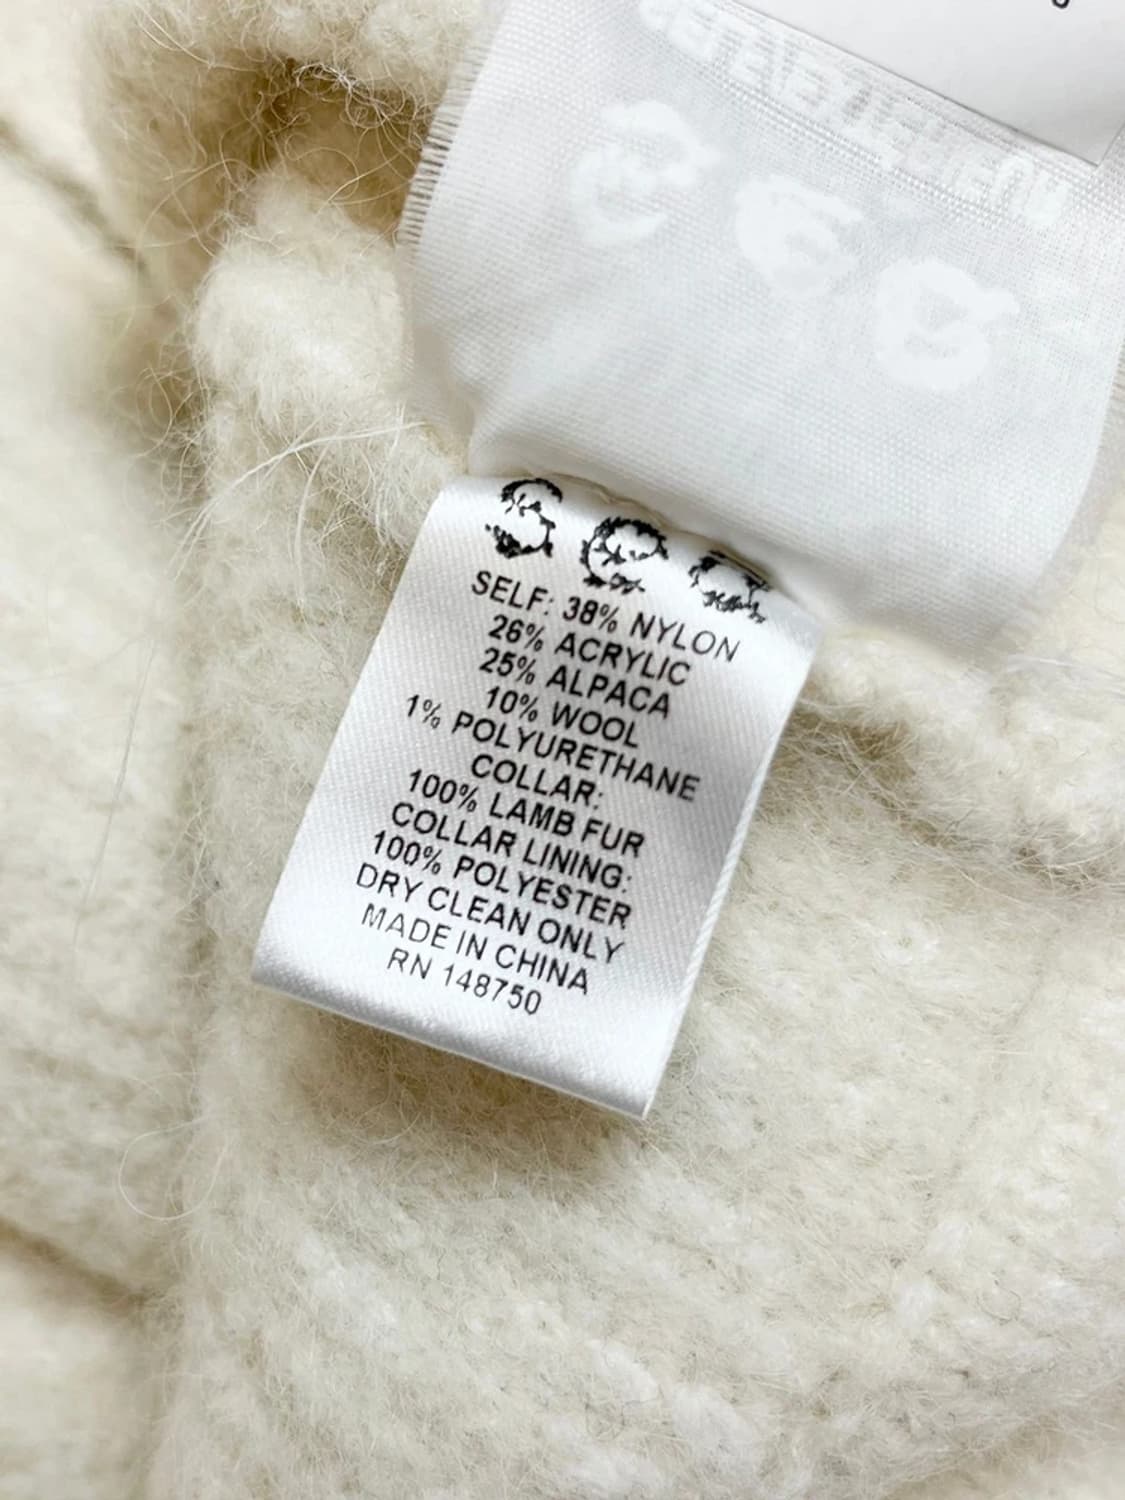 SELF: 38% NYLON
26% ACRYLIC
25% ALPACA
10% WOOL
1% POLYURETHANE
COLLAR:
100% LAMB FUR
COLLAR LINING:
100% POLYESTER
DRY CLEAN ONLY
MADE IN CHINA
RN 148750